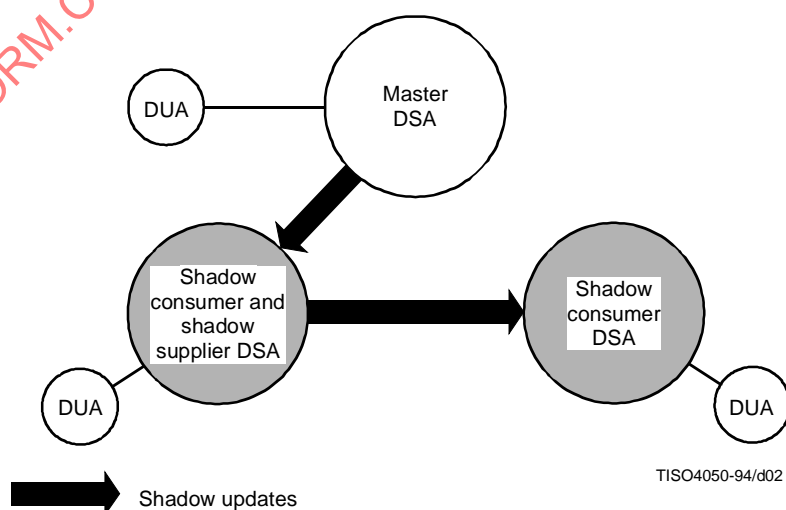 ORM.C
DUA
Master
DSA
Shadow
consumer and
shadow
supplier DSA
Shadow
consumer
DSA
DUA
DUA
TISO4050-94/d02
Shadow updates